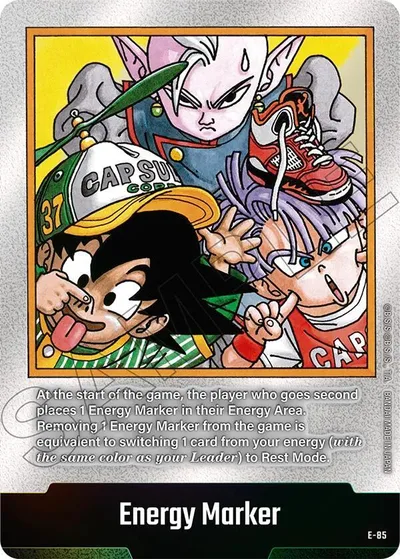 CAPSU
CORP
37
CAPS
At the start of the game, the player who goes second
places 1 Energy Marker in their Energy Area.
Removing 1 Energy Marker from the game is
equivalent to switching 1 card from your energy (with
the same color as your Leader) to Rest Mode.
SAMPLE
Energy Marker
E-85